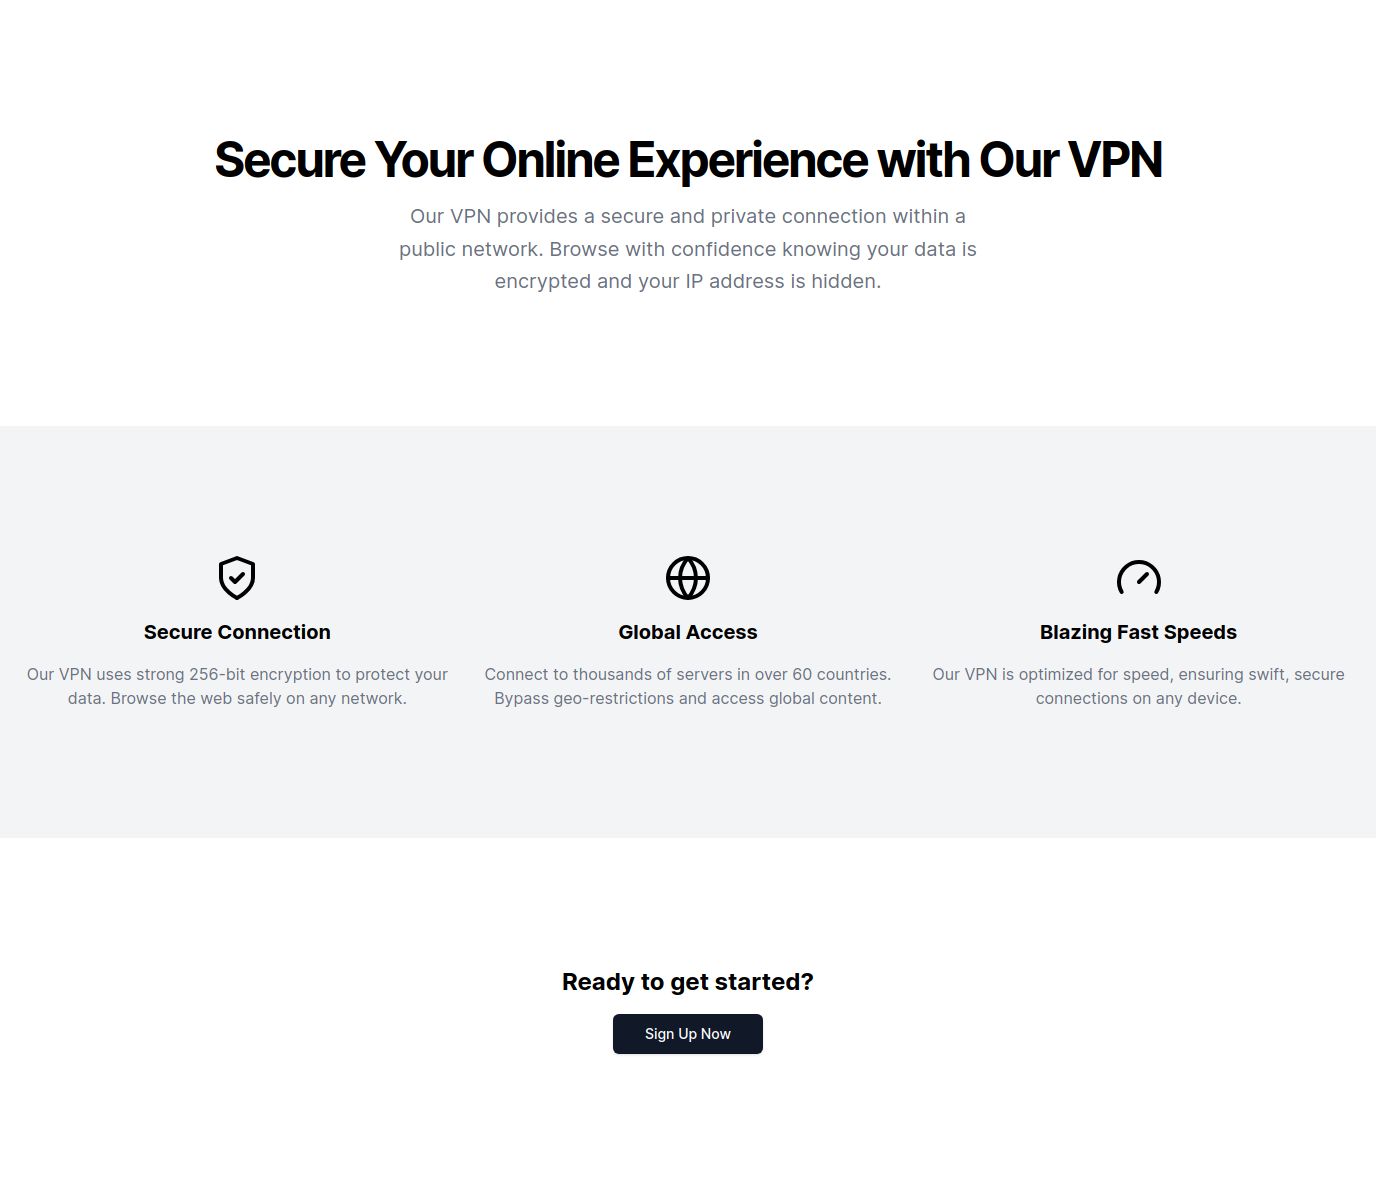 Secure Your Online Experience with Our VPN
Our VPN provides a secure and private connection within a
public network. Browse with confidence knowing your data is
encrypted and your IP address is hidden.
Secure Connection
Our VPN uses strong 256-bit encryption to protect your
data. Browse the web safely on any network.
Global Access
Connect to thousands of servers in over 60 countries.
Bypass geo-restrictions and access global content.
Blazing Fast Speeds
Our VPN is optimized for speed, ensuring swift, secure
connections on any device.
Ready to get started?
Sign Up Now